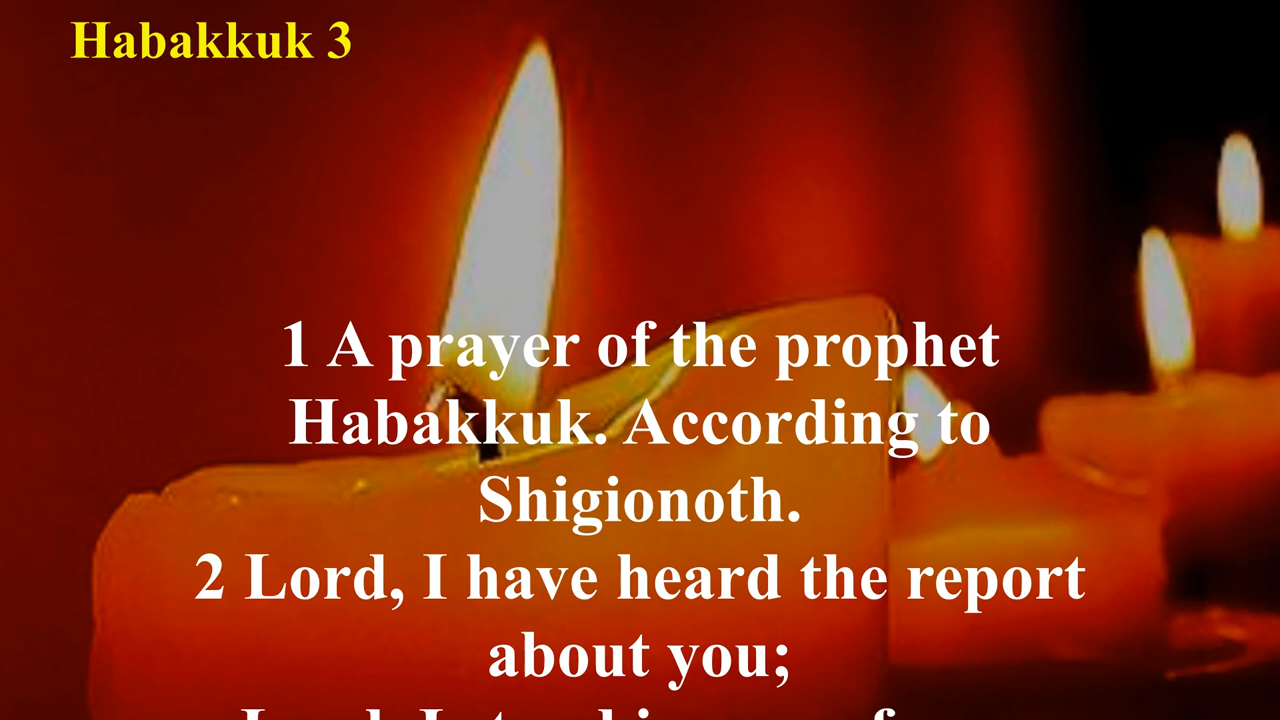 Habakkuk 3
1 A prayer of the prophet
Habakkuk. According to
Shigionoth.
2 Lord, I have heard the report
about you;